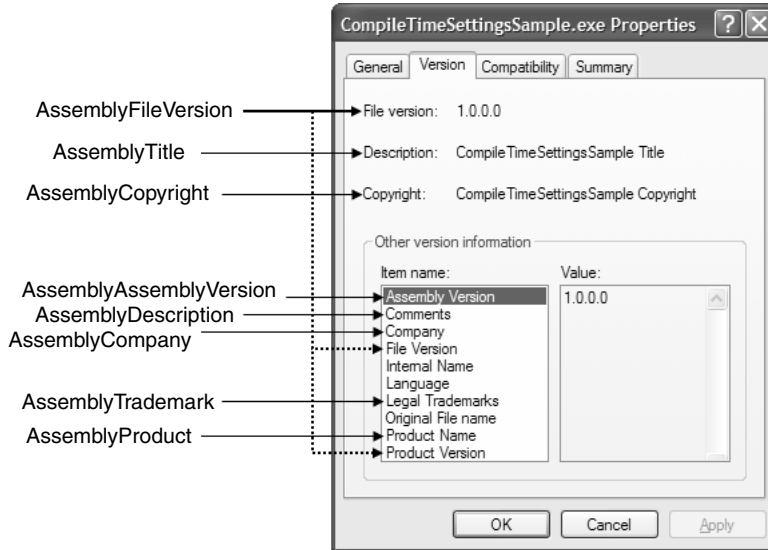 CompileTimeSettingsSample.exe Properties
General Version Compatibility Summary
AssemblyFileVersion
File version: 1.0.0.0
AssemblyTitle
Description: CompileTimeSettingsSample Title
AssemblyCopyright
Copyright: CompileTimeSettingsSample Copyright
Other version information
Item name: Value:
AssemblyAssemblyVersion
Assembly Version 1.0.0.0
AssemblyDescription
Comments
AssemblyCompany
Company
File Version
Internal Name
Language
AssemblyTrademark
Legal Trademarks
Original File name
AssemblyProduct
Product Name
Product Version
OK Cancel Apply